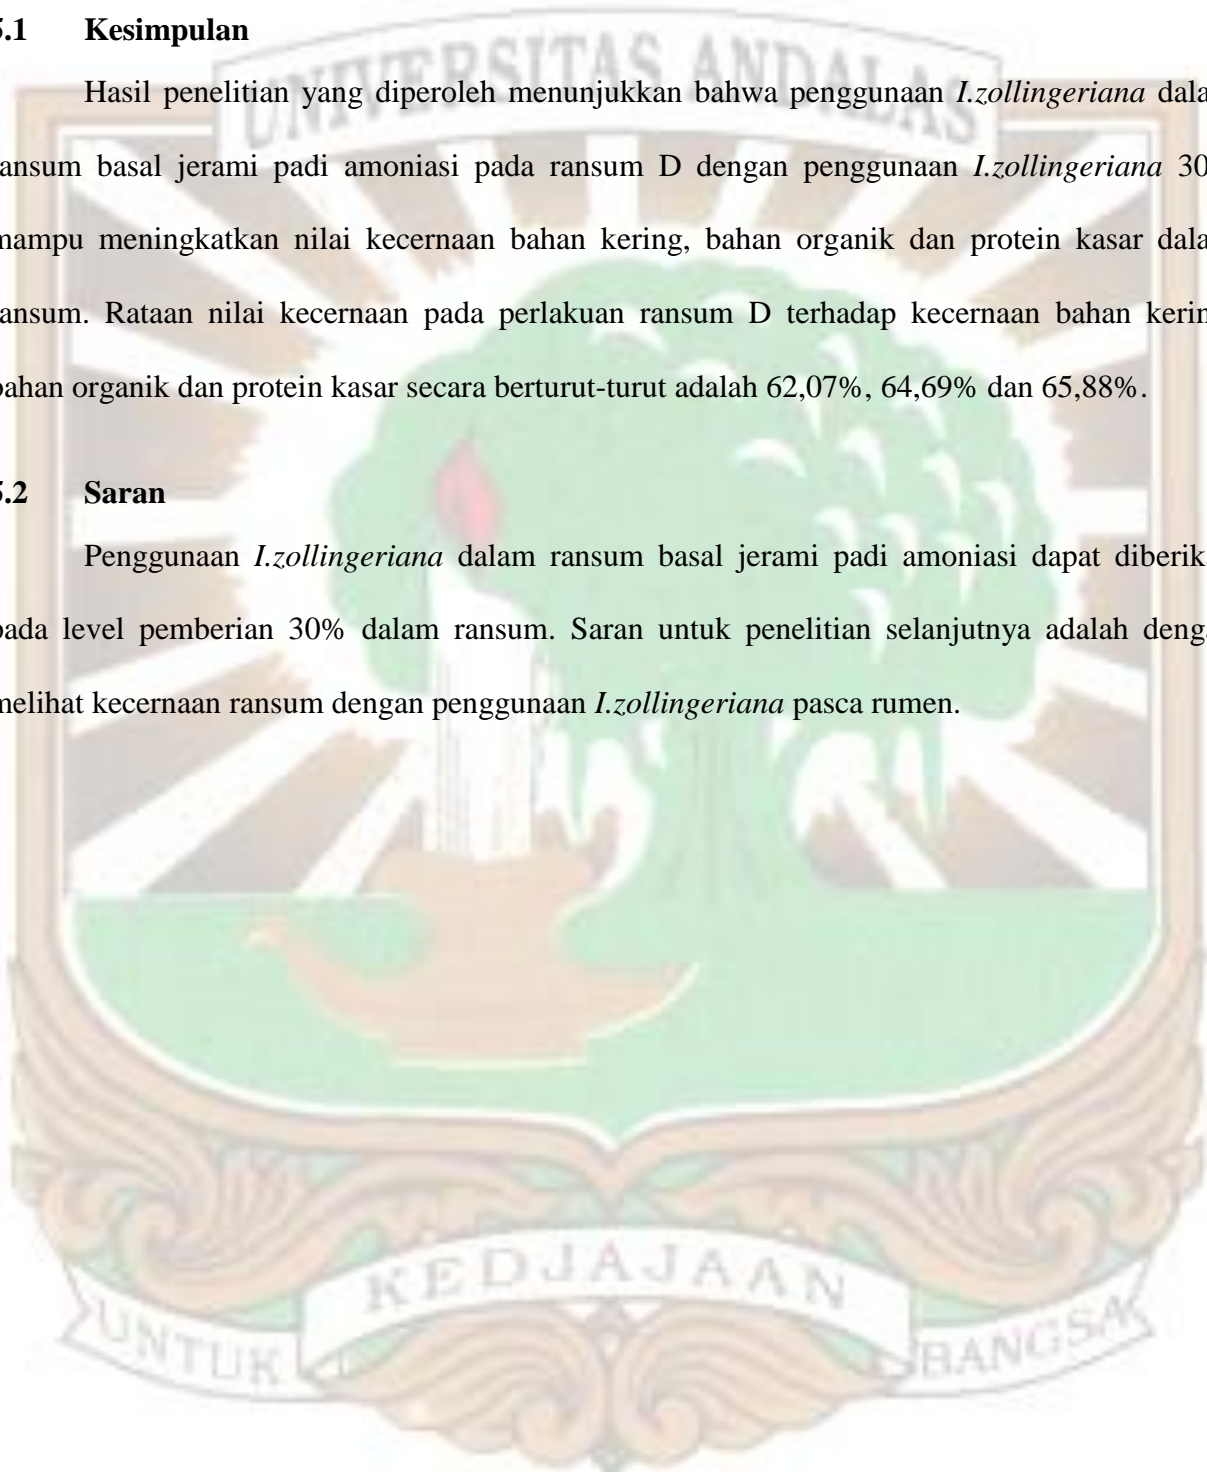 5.1 Kesimpulan
UNIVERSITAS ANDALAS
Hasil penelitian yang diperoleh menunjukkan bahwa penggunaan I.zollingeriana dala
ransum basal jerami padi amoniasi pada ransum D dengan penggunaan I.zollingeriana 30
mampu meningkatkan nilai kecernaan bahan kering, bahan organik dan protein kasar dala
ransum. Rataan nilai kecernaan pada perlakuan ransum D terhadap kecernaan bahan kerin
bahan organik dan protein kasar secara berturut-turut adalah 62,07%, 64,69% dan 65,88%.
5.2 Saran
Penggunaan I.zollingeriana dalam ransum basal jerami padi amoniasi dapat diberika
pada level pemberian 30% dalam ransum. Saran untuk penelitian selanjutnya adalah denga
melihat kecernaan ransum dengan penggunaan I.zollingeriana pasca rumen.
KEDJAJAAN
UNTUK BANGSA